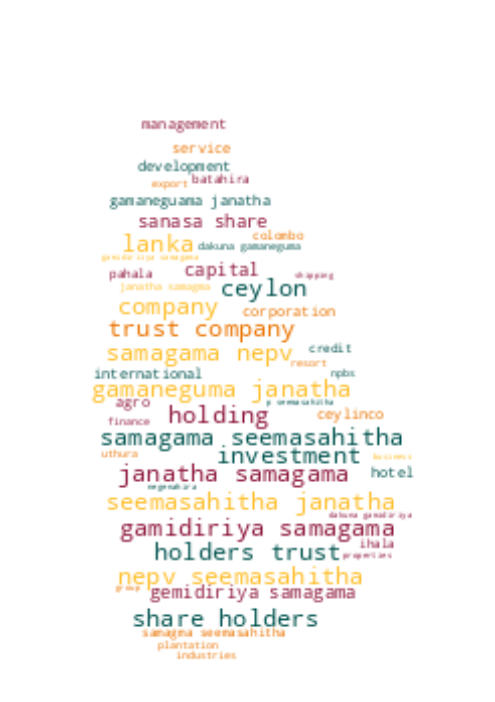 management
service
development
export batahira
gamaneguama janatha
sanasa share
colombo
lanka dakuna gamaneguma
gamidiriya samagama
pahala capital shipping
janatha samagma ceylon
company corporation
trust company
samagama nepv credit
resort
international npbs
gamaneguma janatha
agro p seemasahitha
finance holding ceylinco
samagama seemasahitha
uthura investment business
janatha samagama hotel
negenahira
seemasahitha janatha
dakuna gamidiriya
gamidiriya samagama
holders trust ihala
properties
nepv seemasahitha
group gemidiriya samagama
share holders
samagma seemasahitha
plantation
industries